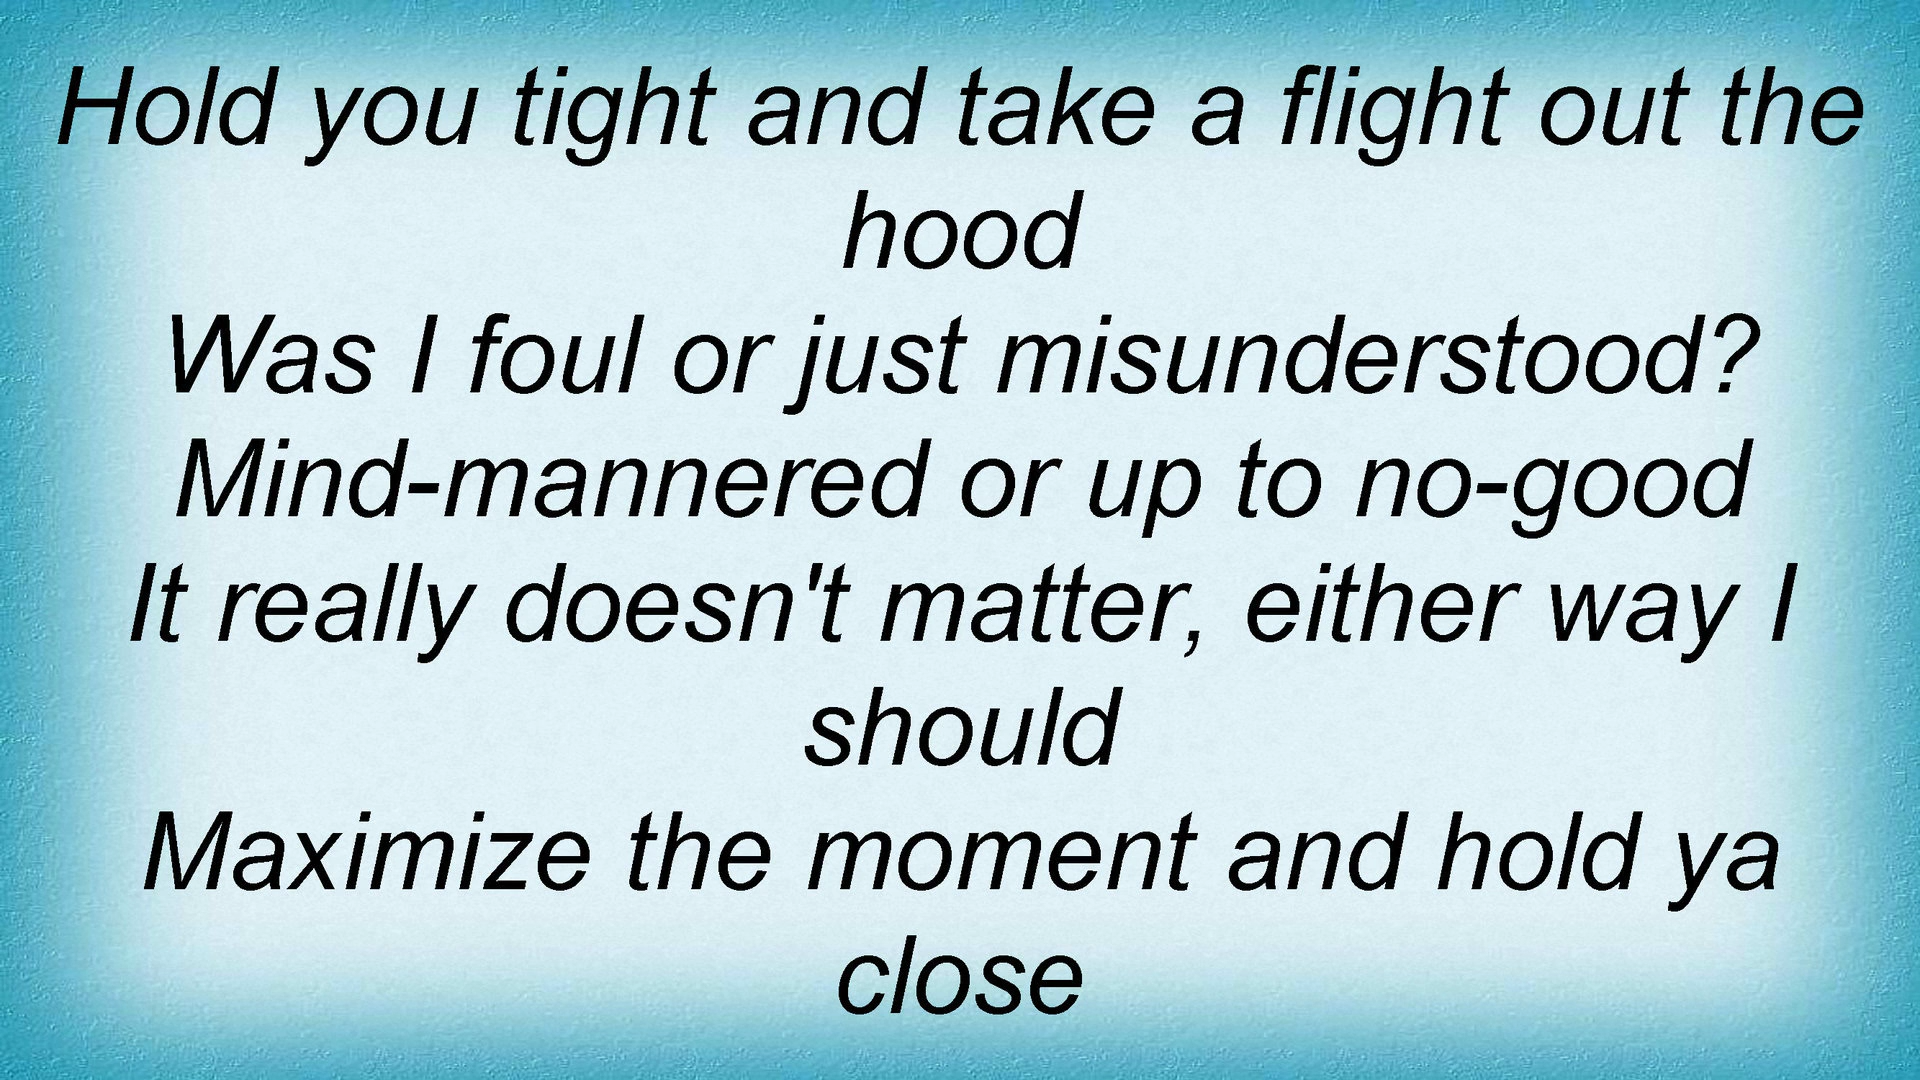 Hold you tight and take a flight out the
hood
Was I foul or just misunderstood?
Mind-mannered or up to no-good
It really doesn't matter, either way I
should
Maximize the moment and hold ya
close